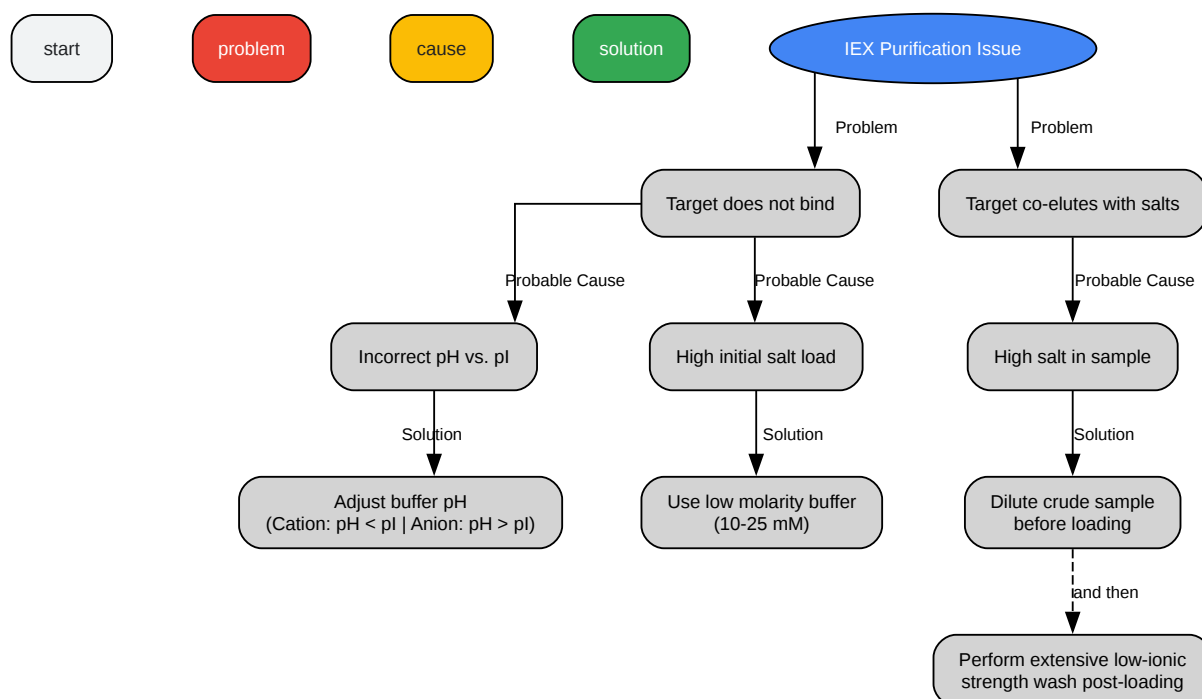 start
problem
cause
solution
IEX Purification Issue
Problem
Problem
Target does not bind
Target co-elutes with salts
Probable Cause
Probable Cause
Probable Cause
Incorrect pH vs. pI
High initial salt load
High salt in sample
Solution
Solution
Solution
Adjust buffer pH
(Cation: pH < pI | Anion: pH > pI)
Use low molarity buffer
(10-25 mM)
Dilute crude sample
before loading
and then
Perform extensive low-ionic
strength wash post-loading